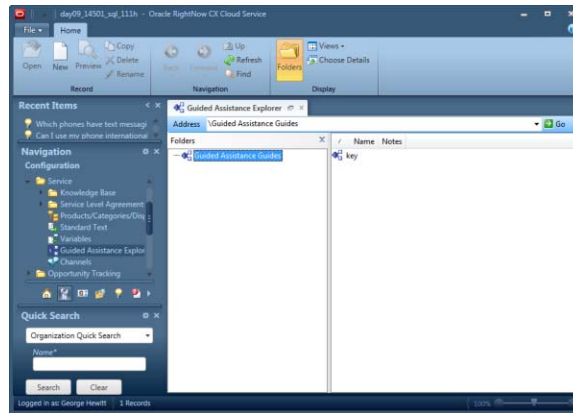 day09_14501_sql_111h - Oracle RightNow CX Cloud Service
File
Home
Open
New
Preview
Copy
Delete
Rename
Record
Back
Forward
Up
Refresh
Find
Navigation
Folders
Views
Choose Details
Display
Recent Items
Which phones have text messagi
Can I use my phone international
Navigation
Configuration
Service
Knowledge Base
Service Level Agreement
Products/Categories/Disp
Standard Text
Variables
Guided Assistance Explor
Channels
Opportunity Tracking
Quick Search
Organization Quick Search
Name*
Search
Clear
Guided Assistance Explorer
Address \Guided Assistance Guides
Go
Folders X
Guided Assistance Guides
/ Name Notes
key
Logged in as: George Hewitt 1 Records
100%